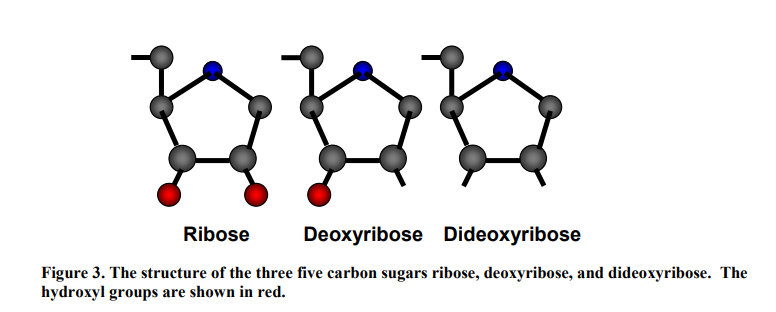 Ribose Deoxyribose Dideoxyribose
Figure 3. The structure of the three five carbon sugars ribose, deoxyribose, and dideoxyribose. The
hydroxyl groups are shown in red.